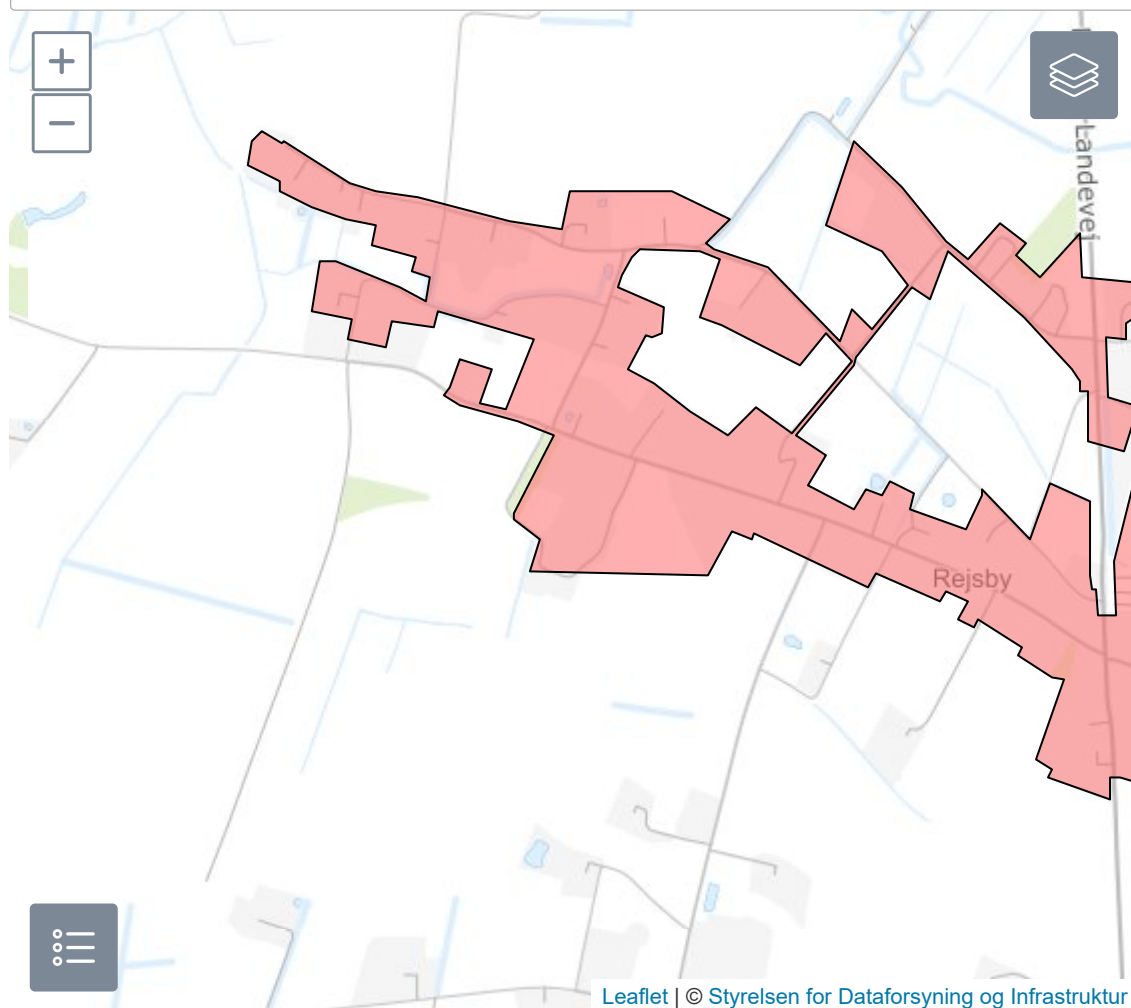 +
−
Landevej
Rejsby
Leaflet | © Styrelsen for Dataforsyning og Infrastruktur